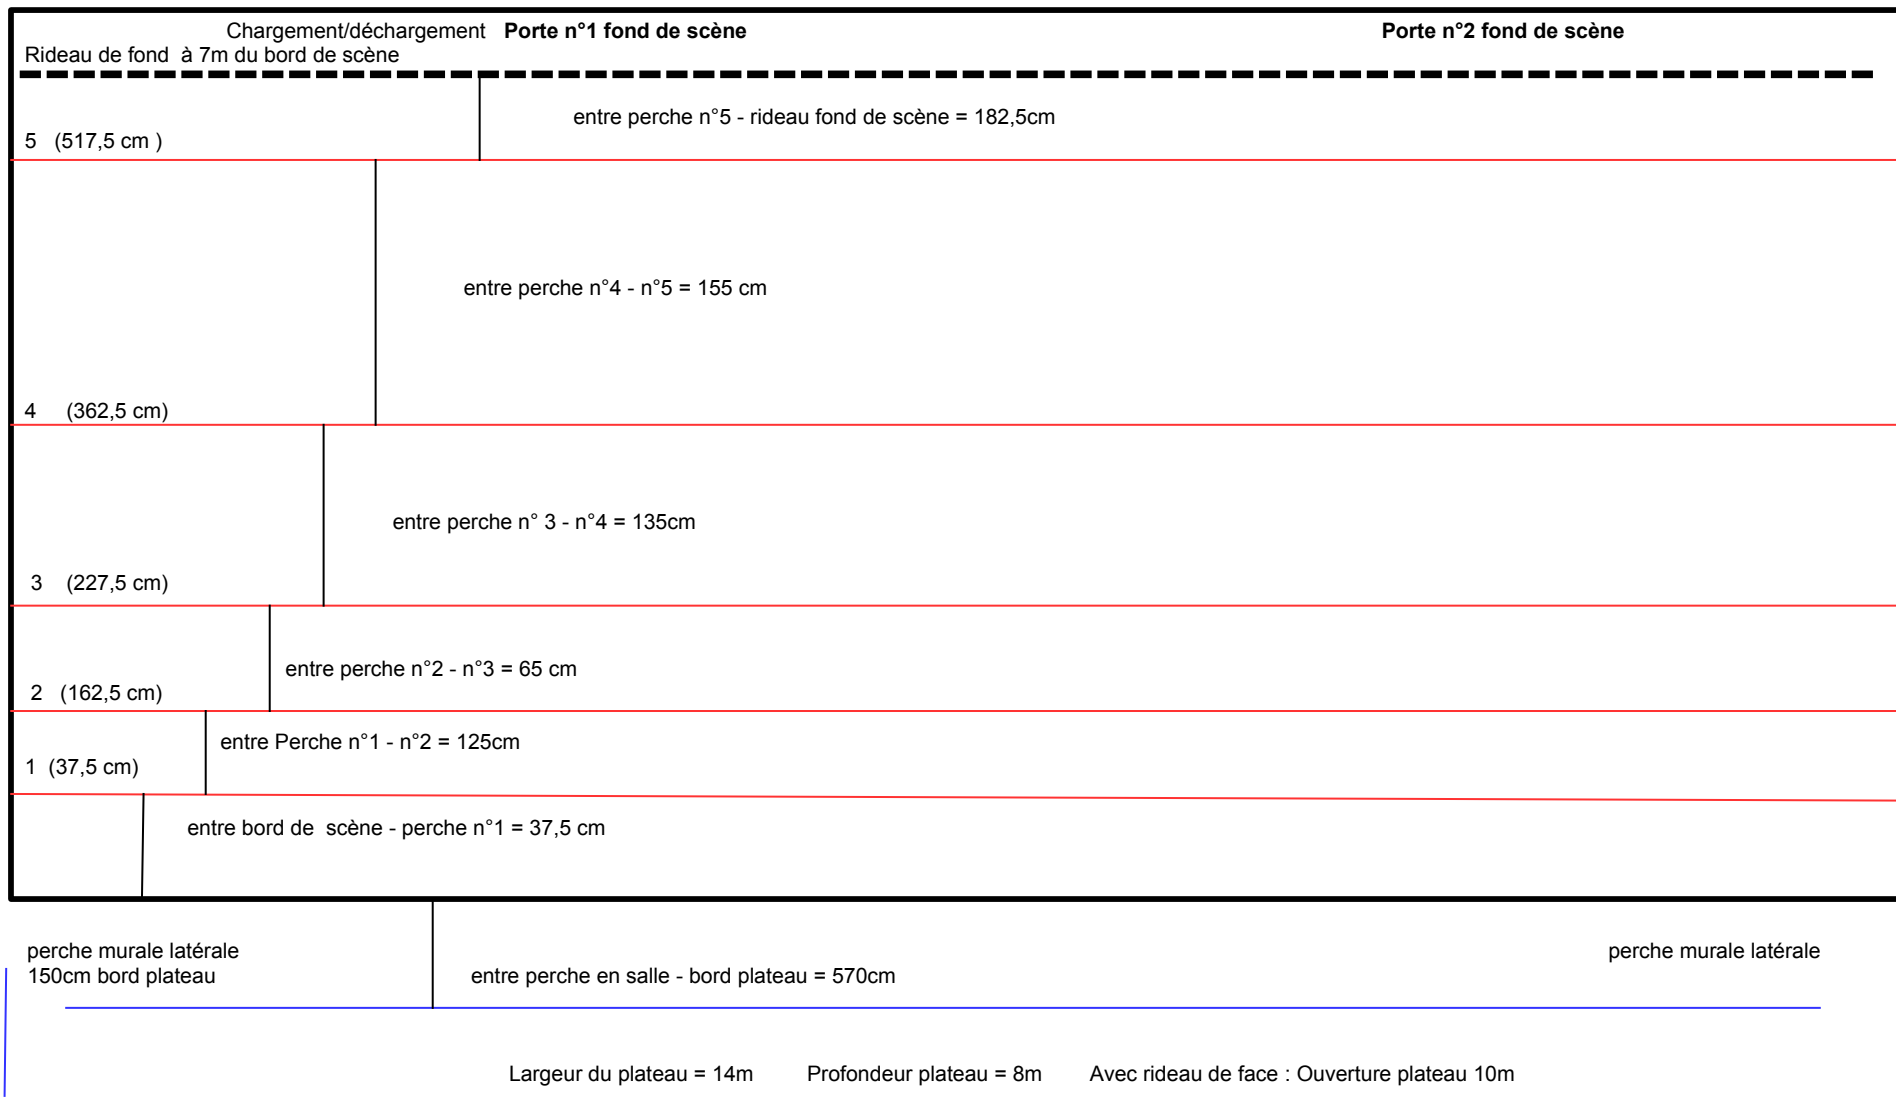 Chargement/déchargement Porte n°1 fond de scène Porte n°2 fond de scène
Rideau de fond à 7m du bord de scène
entre perche n°5 - rideau fond de scène = 182,5cm
5 (517,5 cm )
entre perche n°4 - n°5 = 155 cm
4 (362,5 cm)
entre perche n° 3 - n°4 = 135cm
3 (227,5 cm)
entre perche n°2 - n°3 = 65 cm
2 (162,5 cm)
entre Perche n°1 - n°2 = 125cm
1 (37,5 cm)
entre bord de scène - perche n°1 = 37,5 cm
perche murale latérale perche murale latérale
150cm bord plateau entre perche en salle - bord plateau = 570cm
Largeur du plateau = 14m Profondeur plateau = 8m Avec rideau de face : Ouverture plateau 10m